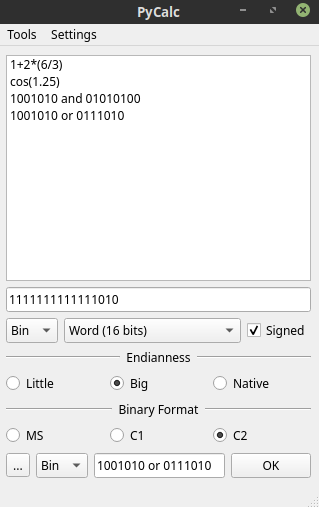 PyCalc
Tools Settings
1+2*(6/3)
cos(1.25)
1001010 and 01010100
1001010 or 0111010
1111111111111010
Bin Word (16 bits) Signed
Endianness
Little Big Native
Binary Format
MS C1 C2
... Bin 1001010 or 0111010 OK